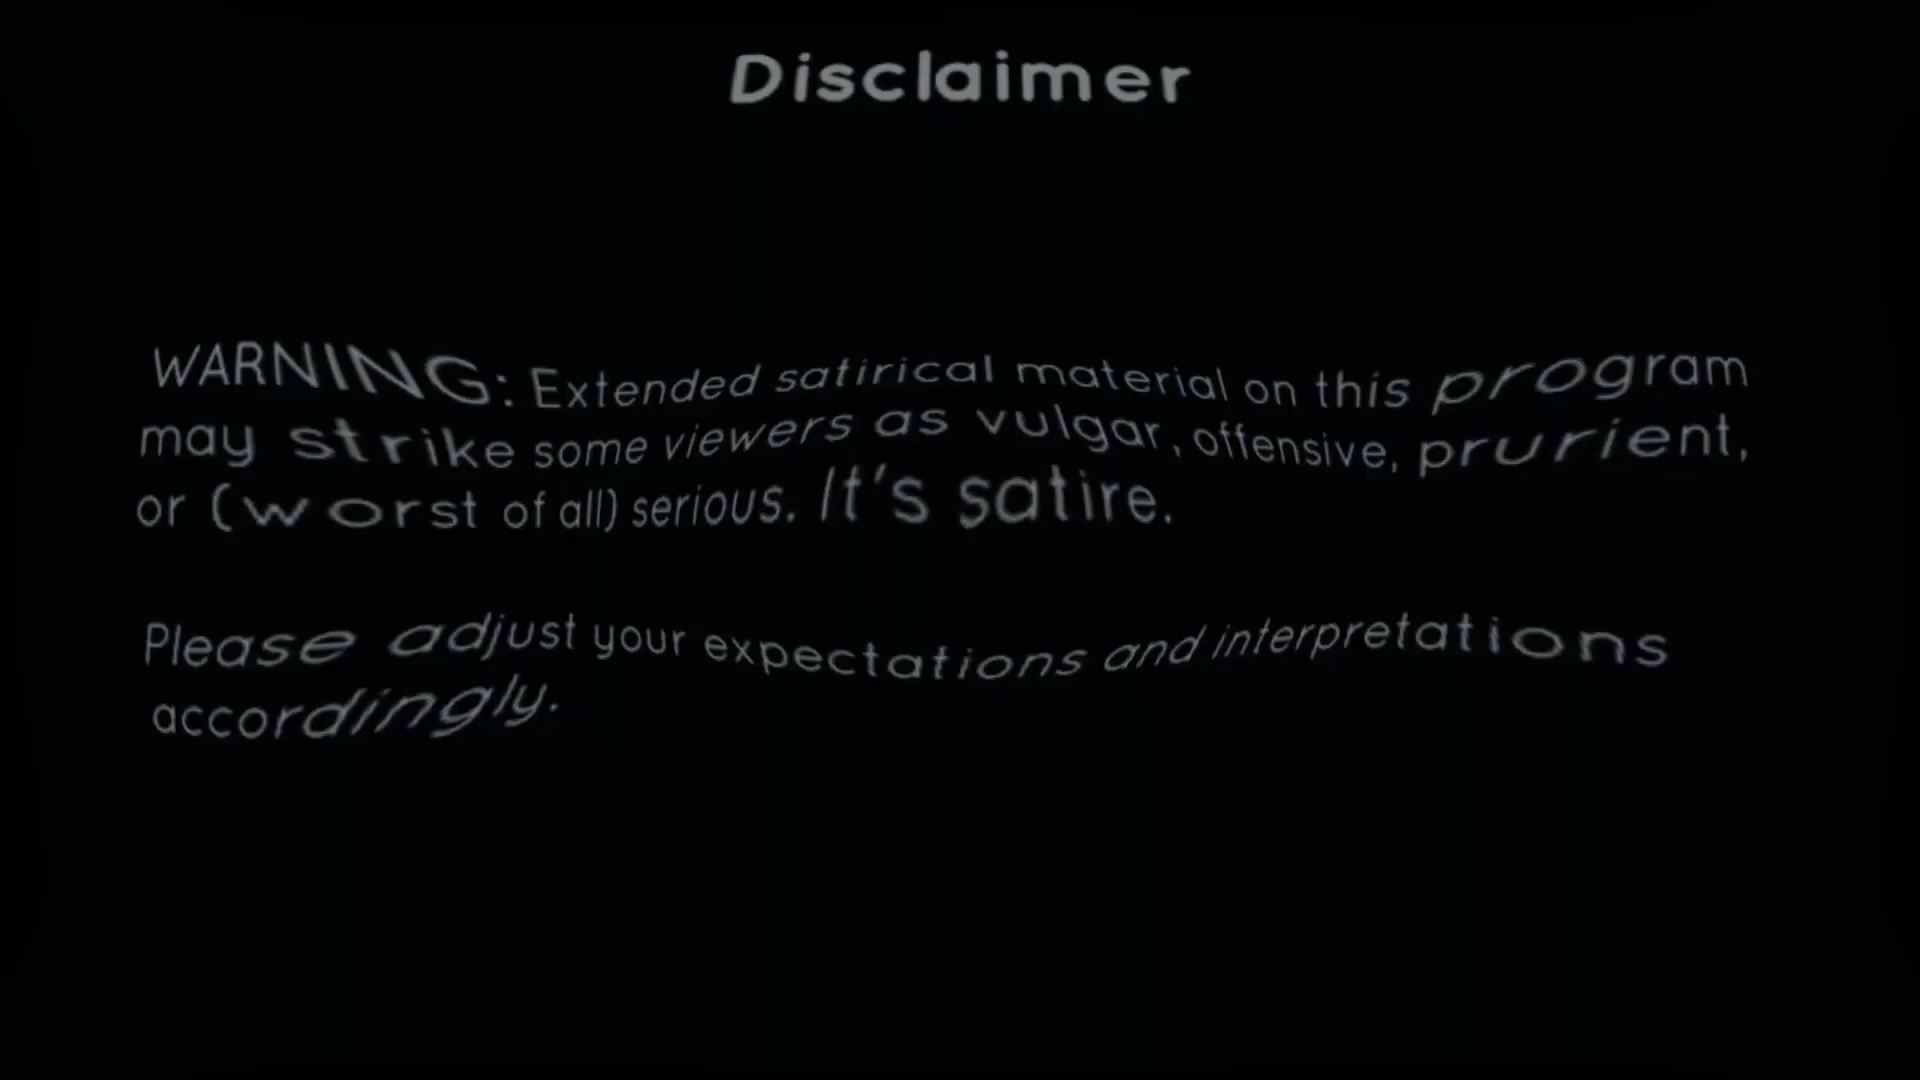 Disclaimer
WARNING: Extended satirical material on this program
may strike some viewers as vulgar, offensive, prurient,
or (worst of all) serious. It's satire.
Please adjust your expectations and interpretations
accordingly.